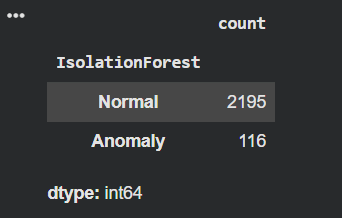 count
IsolationForest
Normal 2195
Anomaly 116
dtype: int64